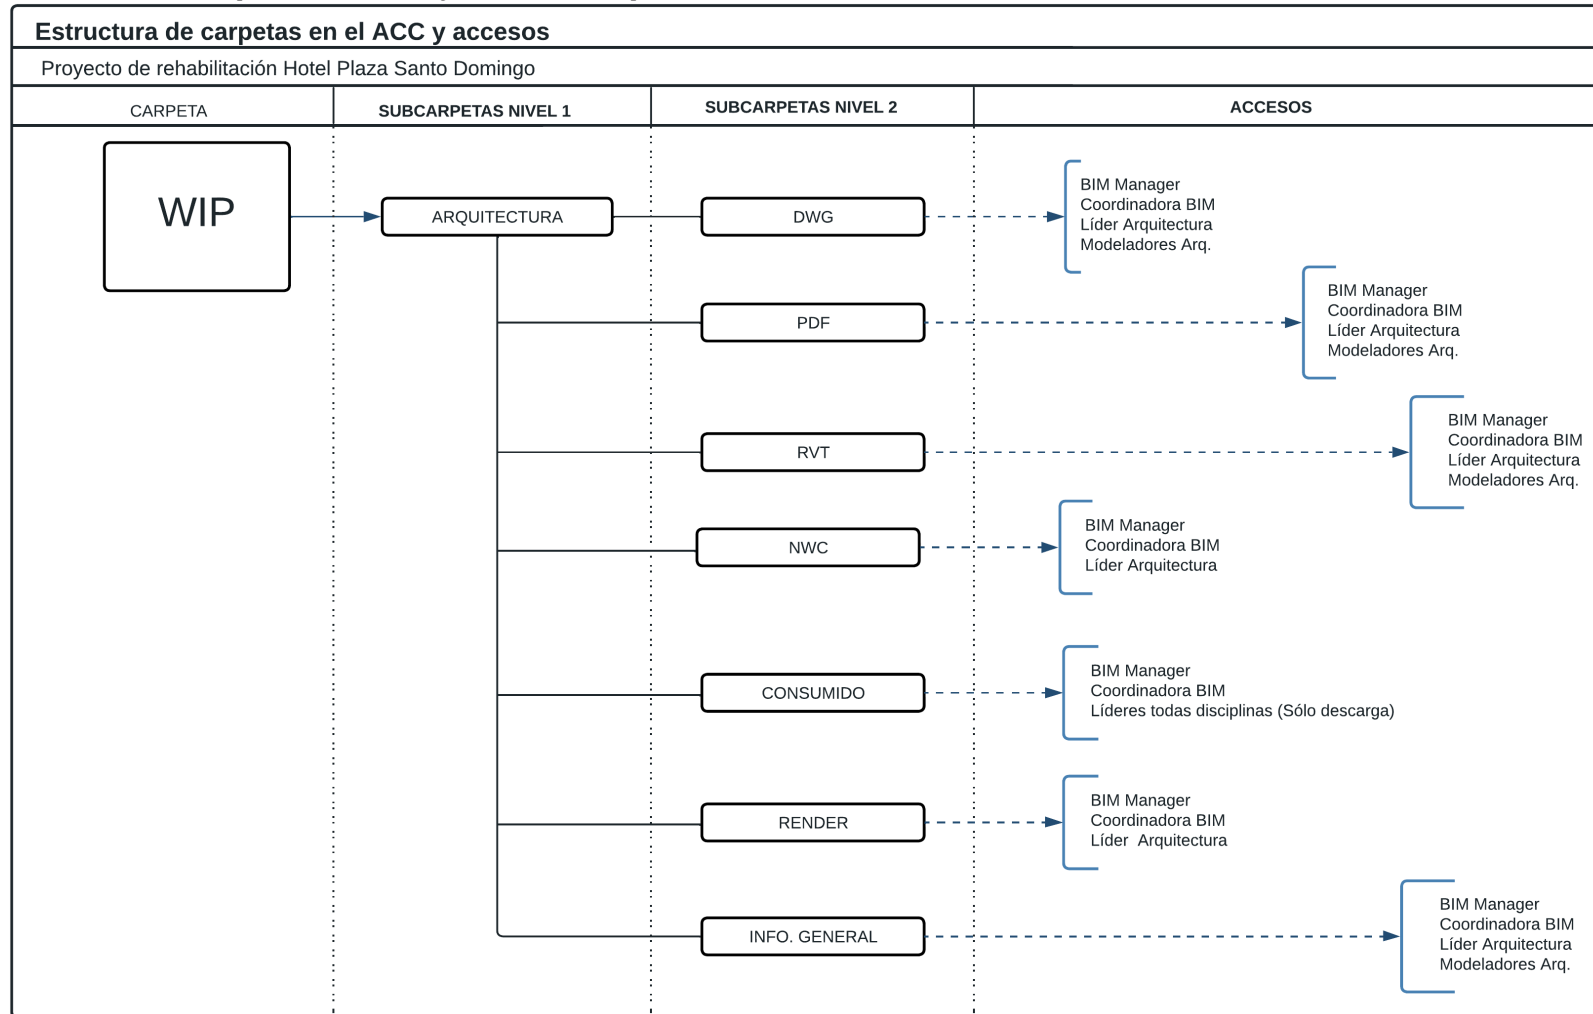 Estructura de carpetas en el ACC y accesos
Proyecto de rehabilitación Hotel Plaza Santo Domingo
CARPETA
SUBCARPETAS NIVEL 1
SUBCARPETAS NIVEL 2
ACCESOS
WIP
ARQUITECTURA
DWG
BIM Manager
Coordinadora BIM
Líder Arquitectura
Modeladores Arq.
PDF
BIM Manager
Coordinadora BIM
Líder Arquitectura
Modeladores Arq.
RVT
BIM Manager
Coordinadora BIM
Líder Arquitectura
Modeladores Arq.
NWC
BIM Manager
Coordinadora BIM
Líder Arquitectura
CONSUMIDO
BIM Manager
Coordinadora BIM
Líderes todas disciplinas (Sólo descarga)
RENDER
BIM Manager
Coordinadora BIM
Líder  Arquitectura
INFO. GENERAL
BIM Manager
Coordinadora BIM
Líder Arquitectura
Modeladores Arq.